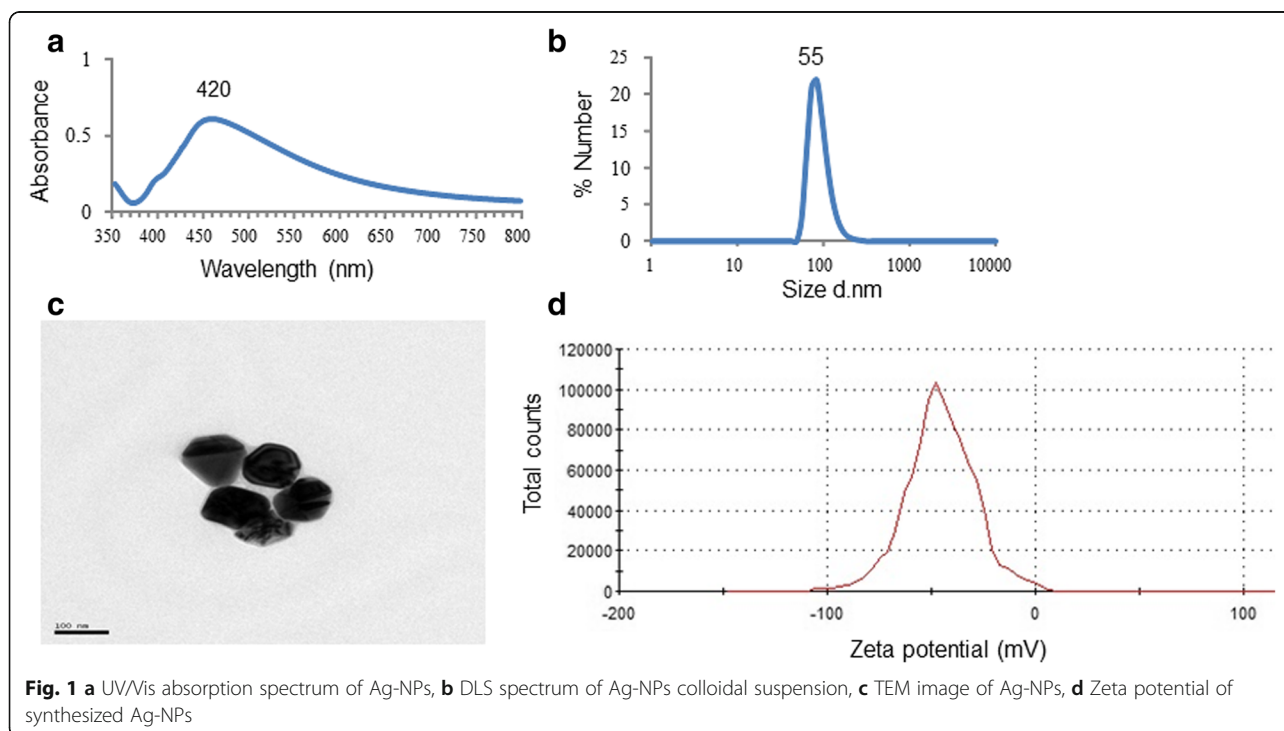 a
1
0.5
0
420
Absorbance
350 400 450 500 550 600 650 700 750 800
Wavelength (nm)
b
25
20
15
10
5
0
55
% Number
1 10 100 1000 10000
Size d.nm
c
100 nm
d
120000
100000
80000
60000
40000
20000
0
Total counts
-200 -100 0 100
Zeta potential (mV)
Fig. 1 a UV/Vis absorption spectrum of Ag-NPs, b DLS spectrum of Ag-NPs colloidal suspension, c TEM image of Ag-NPs, d Zeta potential of
synthesized Ag-NPs